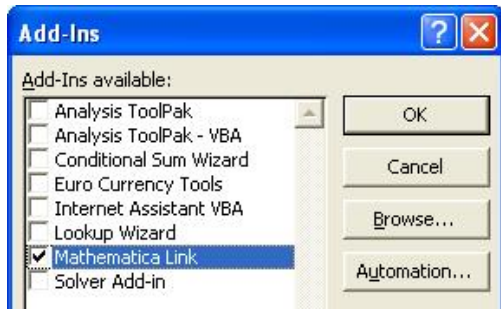 Add-Ins
Add-Ins available:
Analysis ToolPak
Analysis ToolPak - VBA
Conditional Sum Wizard
Euro Currency Tools
Internet Assistant VBA
Lookup Wizard
Mathematica Link
Solver Add-in
OK
Cancel
Browse...
Automation...